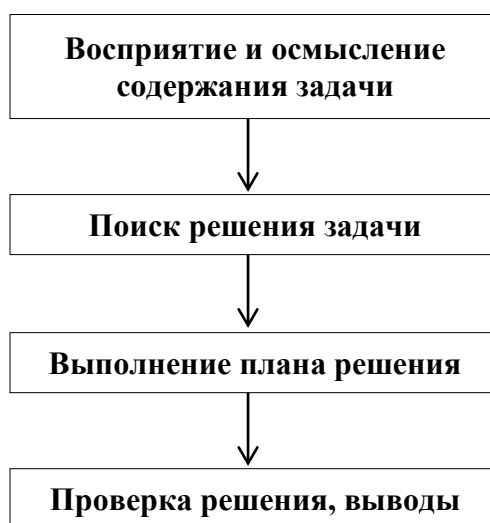 Восприятие и осмысление
содержания задачи
Поиск решения задачи
Выполнение плана решения
Проверка решения, выводы